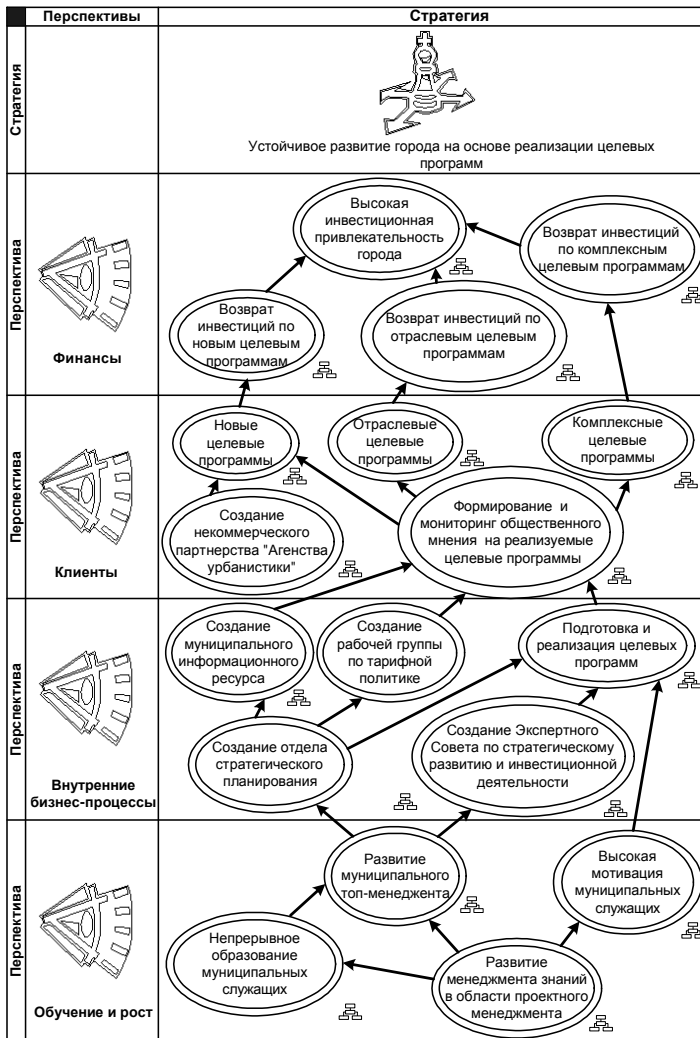 Перспективы
Стратегия
Стратегия
Устойчивое развитие города на основе реализации целевых
программ
Перспектива
Финансы
Высокая
инвестиционная
привлекательность
города
Возврат инвестиций
по комплексным
целевым программам
Возврат
инвестиций по
новым целевым
программам
Возврат инвестиций по
отраслевым целевым
программам
Перспектива
Клиенты
Новые
целевые
программы
Отраслевые
целевые
программы
Комплексные
целевые
программы
Создание
некоммерческого
партнерства "Агенства
урбанистики"
Формирование и
мониторинг общественного
мнения на реализуемые
целевые программы
Перспектива
Внутренние
бизнес-процессы
Создание
муниципального
информационного
ресурса
Создание
рабочей группы
по тарифной
политике
Подготовка и
реализация целевых
программ
Создание отдела
стратегического
планирования
Создание Экспертного
Совета по стратегическому
развитию и инвестиционной
деятельности
Перспектива
Обучение и рост
Развитие
муниципального
топ-менеджента
Высокая
мотивация
муниципальных
служащих
Непрерывное
образование
муниципальных
служащих
Развитие
менеджмента знаний
в области проектного
менеджмента